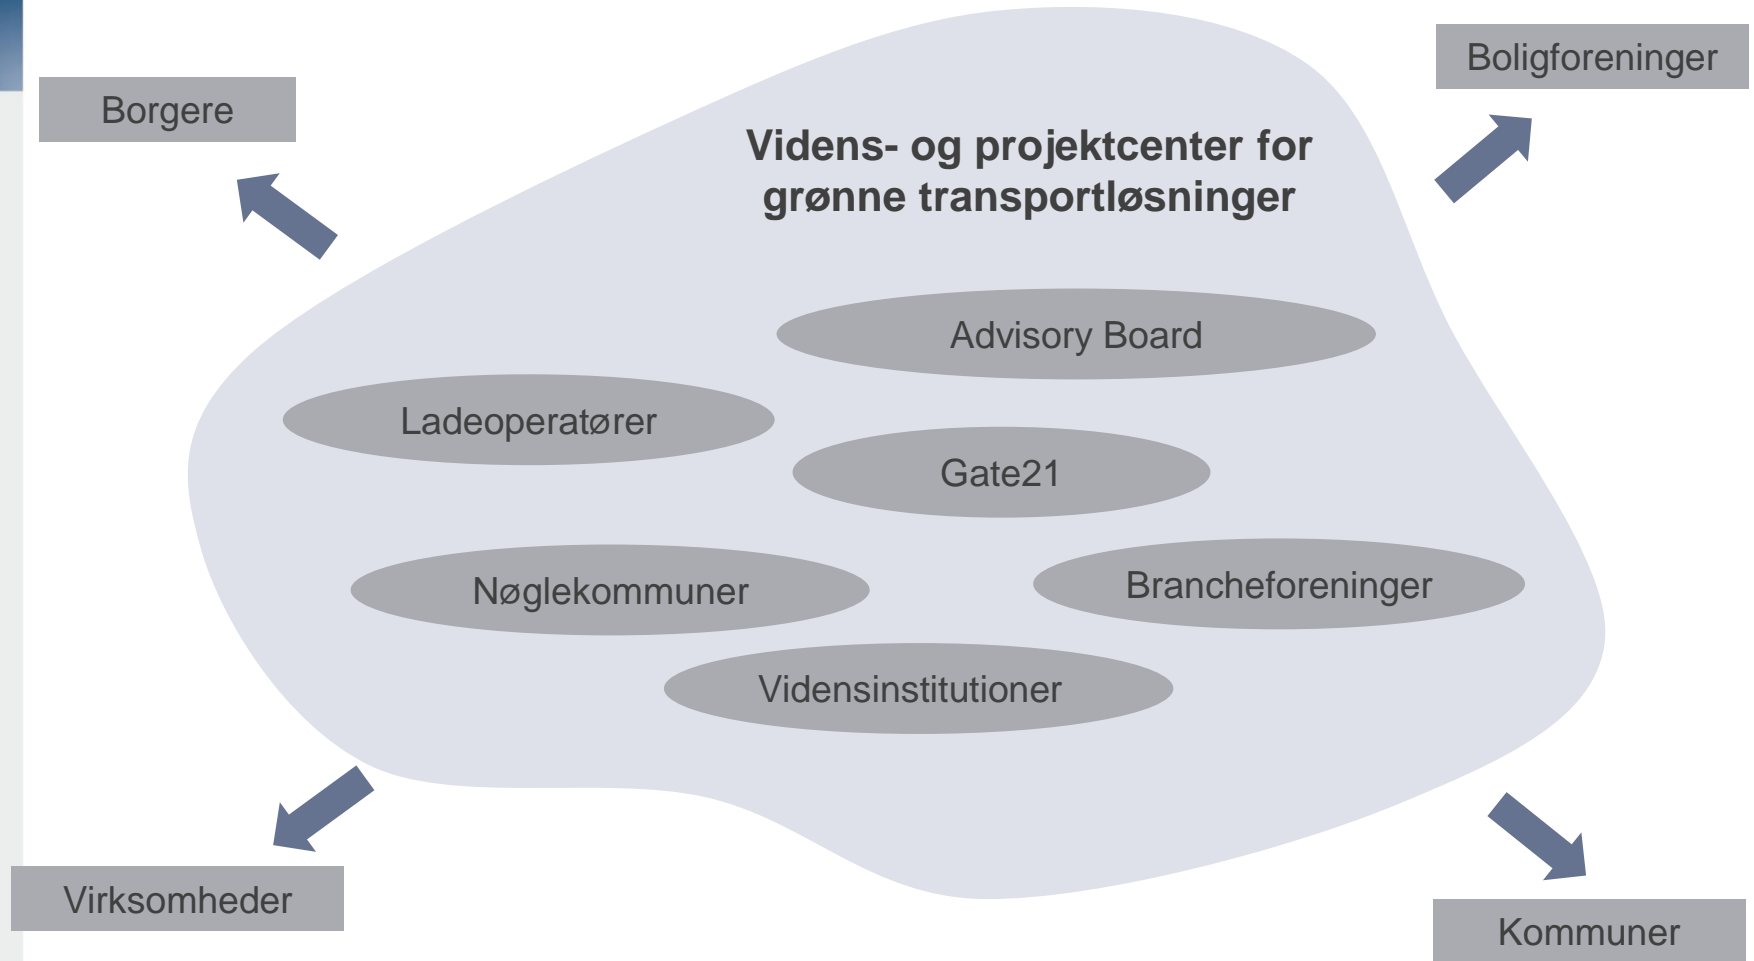 Boligforeninger
Borgere
Videns- og projektcenter for
grønne transportløsninger
Advisory Board
Ladeoperatører
Gate21
Nøglekommuner
Brancheforeninger
Vidensinstitutioner
Virksomheder
Kommuner